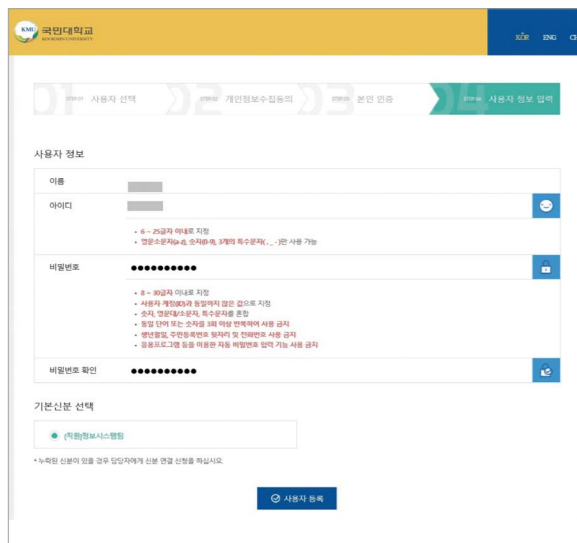 KMU 국민대학교
KOOKMIN UNIVERSITY
KOR ENG
STEP 01 사용자 선택
STEP 02 개인정보수집동의
STEP 03 본인 인증
04 STEP 04 사용자 정보 입력
사용자 정보
이름
아이디
• 6 ~ 25글자 이내로 지정
• 영문소문자(a-z), 숫자(0-9), 3개의 특수문자( . _ - )만 사용 가능
비밀번호 ●●●●●●●●●●
• 8 ~ 30글자 이내로 지정
• 사용자 계정(ID)과 동일하지 않은 값으로 지정
• 숫자, 영문대/소문자, 특수문자를 혼합
• 동일 단어 또는 숫자를 3회 이상 반복하여 사용 금지
• 생년월일, 주민등록번호 뒷자리 및 전화번호 사용 금지
• 응용프로그램 등을 이용한 자동 비밀번호 입력 기능 사용 금지
비밀번호 확인 ●●●●●●●●●●
기본신분 선택
[직원]정보시스템팀
* 누락된 신분이 있을 경우 담당자에게 신분 연결 신청을 하십시오.
사용자 등록